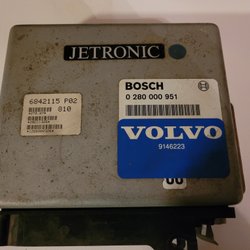 JETRONIC
6842115 P02
810
BOSCH
0 280 000 951
VOLVO
9146223